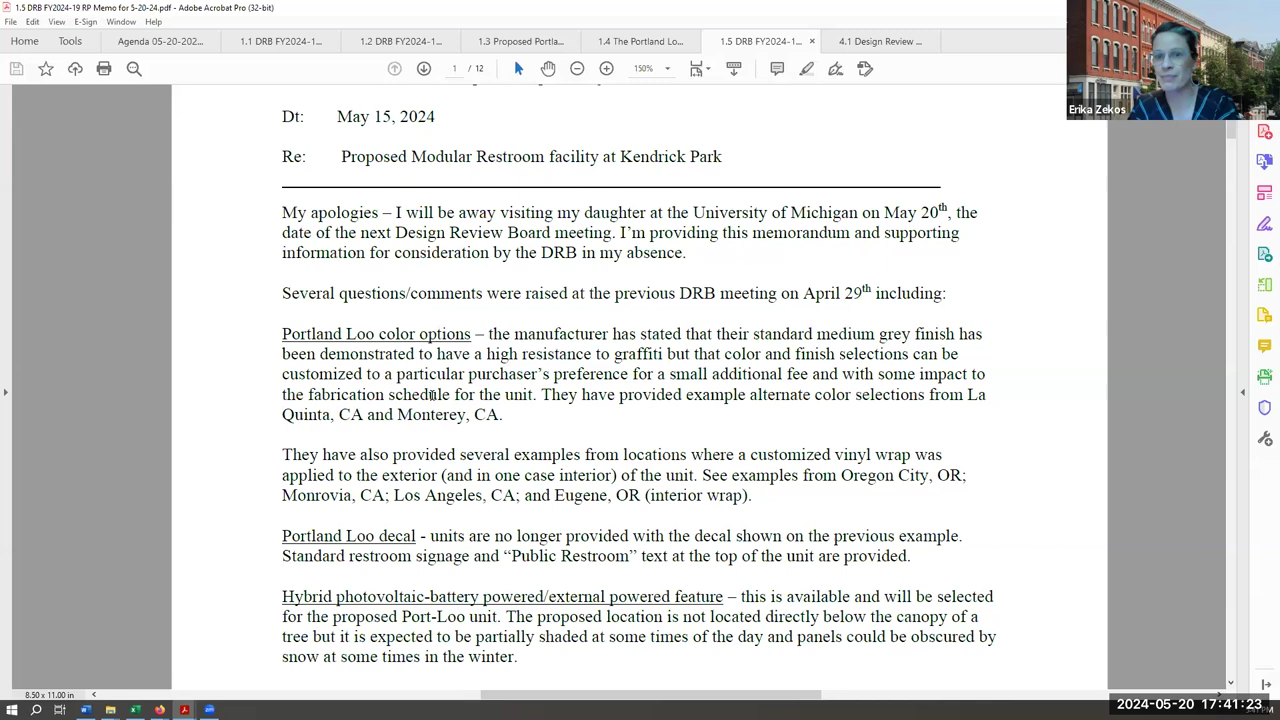 1.5 DRB FY2024-19 RP Memo for 5-20-24.pdf - Adobe Acrobat Pro (32-bit)
File Edit View E-Sign Window Help
Home Tools Agenda 05-20-202... 1.1 DRB FY2024-1... 1.2 DRB FY2024-1... 1.3 Proposed Portla... 1.4 The Portland Lo... 1.5 DRB FY2024-1... × 4.1 Design Review ...
1 / 12 150%
Erika Zekos
Dt: May 15, 2024
Re: Proposed Modular Restroom facility at Kendrick Park
My apologies – I will be away visiting my daughter at the University of Michigan on May 20th, the
date of the next Design Review Board meeting. I’m providing this memorandum and supporting
information for consideration by the DRB in my absence.
Several questions/comments were raised at the previous DRB meeting on April 29th including:
Portland Loo color options – the manufacturer has stated that their standard medium grey finish has
been demonstrated to have a high resistance to graffiti but that color and finish selections can be
customized to a particular purchaser’s preference for a small additional fee and with some impact to
the fabrication schedule for the unit. They have provided example alternate color selections from La
Quinta, CA and Monterey, CA.
They have also provided several examples from locations where a customized vinyl wrap was
applied to the exterior (and in one case interior) of the unit. See examples from Oregon City, OR;
Monrovia, CA; Los Angeles, CA; and Eugene, OR (interior wrap).
Portland Loo decal - units are no longer provided with the decal shown on the previous example.
Standard restroom signage and “Public Restroom” text at the top of the unit are provided.
Hybrid photovoltaic-battery powered/external powered feature – this is available and will be selected
for the proposed Port-Loo unit. The proposed location is not located directly below the canopy of a
tree but it is expected to be partially shaded at some times of the day and panels could be obscured by
snow at some times in the winter.
8.50 x 11.00 in
2024-05-20 17:41:23